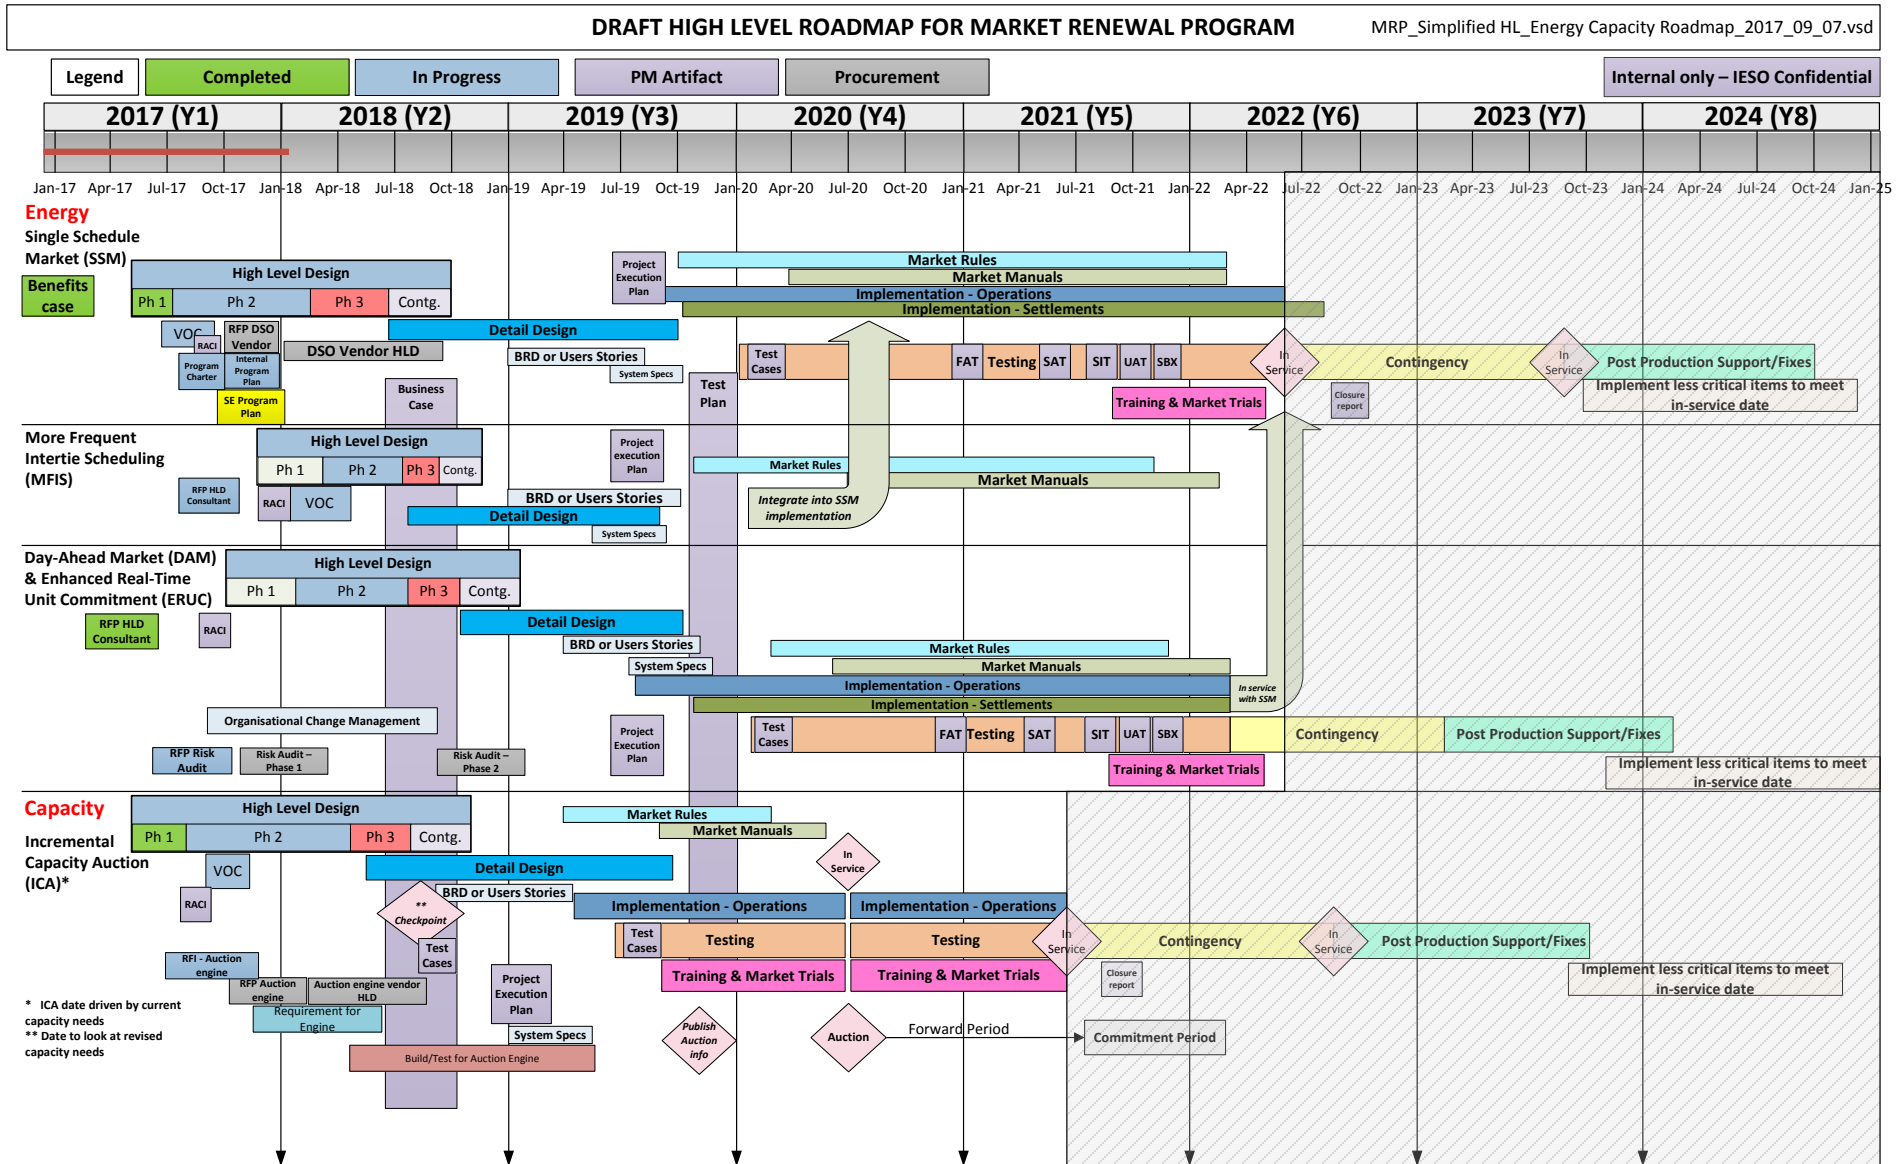 DRAFT HIGH LEVEL ROADMAP FOR MARKET RENEWAL PROGRAM
MRP_Simplified HL_Energy Capacity Roadmap_2017_09_07.vsd
Legend
Completed
In Progress
PM Artifact
Procurement
Internal only – IESO Confidential
2017 (Y1)
2018 (Y2)
2019 (Y3)
2020 (Y4)
2021 (Y5)
2022 (Y6)
2023 (Y7)
2024 (Y8)
Jan-17 Apr-17 Jul-17 Oct-17 Jan-18 Apr-18 Jul-18 Oct-18 Jan-19 Apr-19 Jul-19 Oct-19 Jan-20 Apr-20 Jul-20 Oct-20 Jan-21 Apr-21 Jul-21 Oct-21 Jan-22 Apr-22 Jul-22 Oct-22 Jan-23 Apr-23 Jul-23 Oct-23 Jan-24 Apr-24 Jul-24 Oct-24 Jan-25
Energy
Single Schedule
Market (SSM)
Benefits
case
High Level Design
Ph 1
Ph 2
Ph 3
Contg.
VOC
RACI
RFP DSO
Vendor
DSO Vendor HLD
Program
Charter
Internal
Program
Plan
SE Program
Plan
Business
Case
Detail Design
BRD or Users Stories
System Specs
Project
Execution
Plan
Test
Plan
Market Rules
Market Manuals
Implementation - Operations
Implementation - Settlements
Test
Cases
FAT
Testing
SAT
SIT
UAT
SBX
In
Service
Contingency
In
Service
Post Production Support/Fixes
Training & Market Trials
Closure
report
Implement less critical items to meet
in-service date
More Frequent
Intertie Scheduling
(MFIS)
High Level Design
Ph 1
Ph 2
Ph 3
Contg.
RFP HLD
Consultant
RACI
VOC
BRD or Users Stories
Detail Design
System Specs
Project
execution
Plan
Market Rules
Market Manuals
Integrate into SSM
implementation
Day-Ahead Market (DAM)
& Enhanced Real-Time
Unit Commitment (ERUC)
High Level Design
Ph 1
Ph 2
Ph 3
Contg.
RFP HLD
Consultant
RACI
Detail Design
BRD or Users Stories
System Specs
Market Rules
Market Manuals
Implementation - Operations
Implementation - Settlements
In service
with SSM
Organisational Change Management
RFP Risk
Audit
Risk Audit –
Phase 1
Risk Audit –
Phase 2
Project
Execution
Plan
Test
Cases
FAT
Testing
SAT
SIT
UAT
SBX
Contingency
Post Production Support/Fixes
Training & Market Trials
Implement less critical items to meet
in-service date
Capacity
Incremental
Capacity Auction
(ICA)*
High Level Design
Ph 1
Ph 2
Ph 3
Contg.
VOC
RACI
Detail Design
**
Checkpoint
BRD or Users Stories
Test
Cases
Market Rules
Market Manuals
In
Service
Implementation - Operations
Implementation - Operations
Test
Cases
Testing
Testing
In
Service
Contingency
In
Service
Post Production Support/Fixes
Training & Market Trials
Training & Market Trials
Closure
report
Implement less critical items to meet
in-service date
RFI - Auction
engine
RFP Auction
engine
Auction engine vendor
HLD
Requirement for
Engine
Project
Execution
Plan
System Specs
Build/Test for Auction Engine
Publish
Auction
info
Auction
Forward Period
Commitment Period
* ICA date driven by current
capacity needs
** Date to look at revised
capacity needs